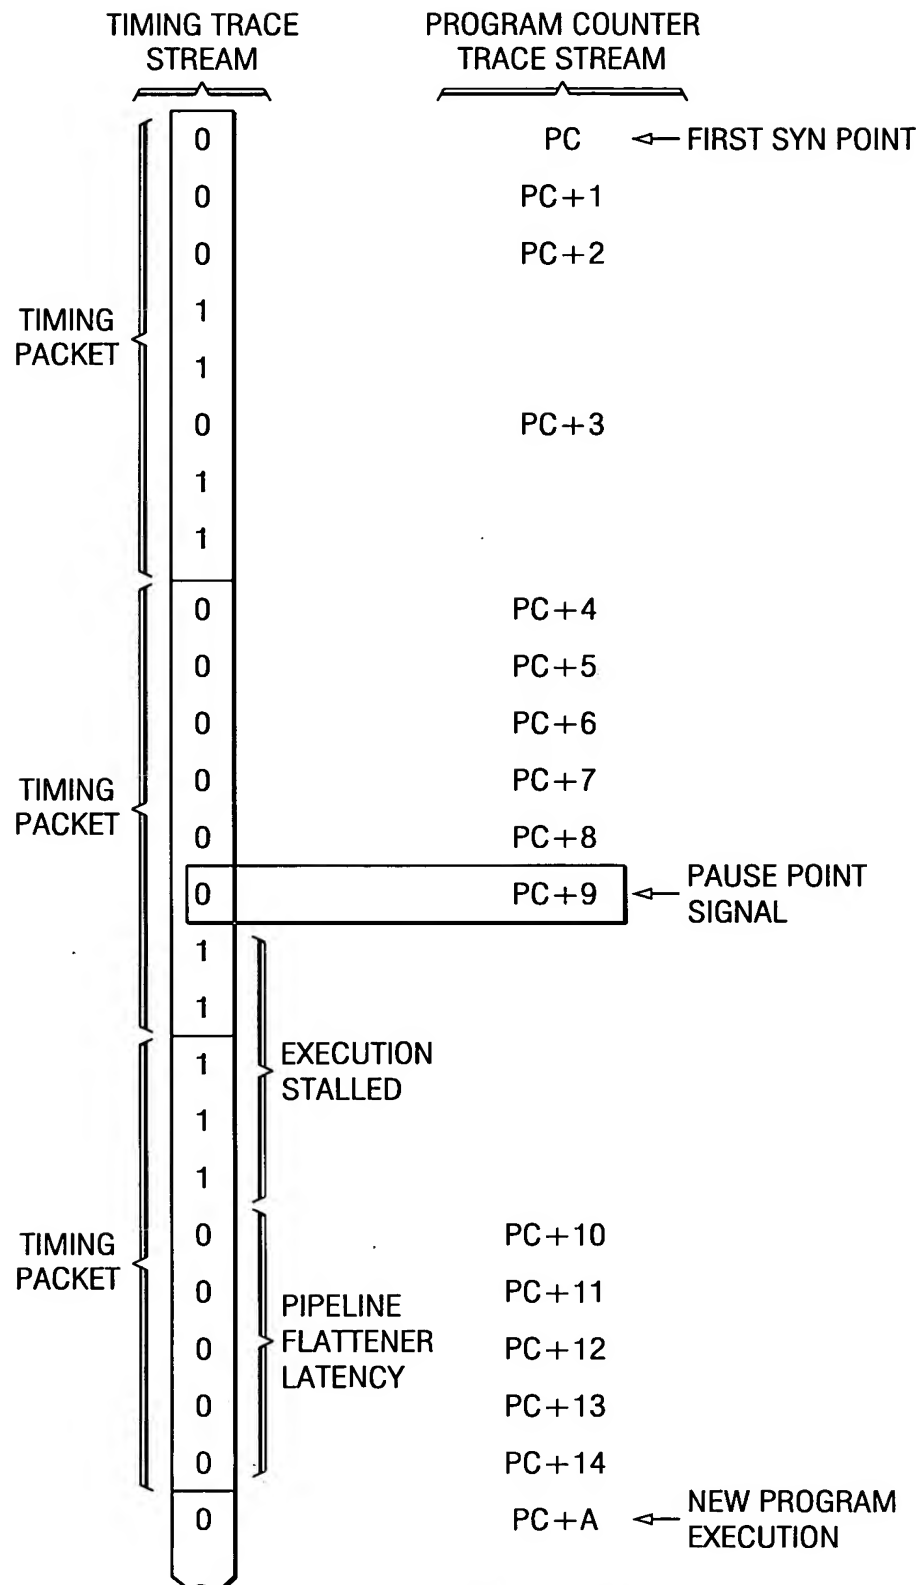 TIMING TRACE STREAM
PROGRAM COUNTER TRACE STREAM
0 PC FIRST SYN POINT
0 PC+1
0 PC+2
1
TIMING PACKET
1
0 PC+3
1
1
0 PC+4
0 PC+5
0 PC+6
0 PC+7
TIMING PACKET
0 PC+8
0 PC+9 PAUSE POINT SIGNAL
1
1
1
EXECUTION STALLED
1
1
0 PC+10
TIMING PACKET
0 PC+11
PIPELINE FLATTENER LATENCY
0 PC+12
0 PC+13
0 PC+14
0 PC+A NEW PROGRAM EXECUTION